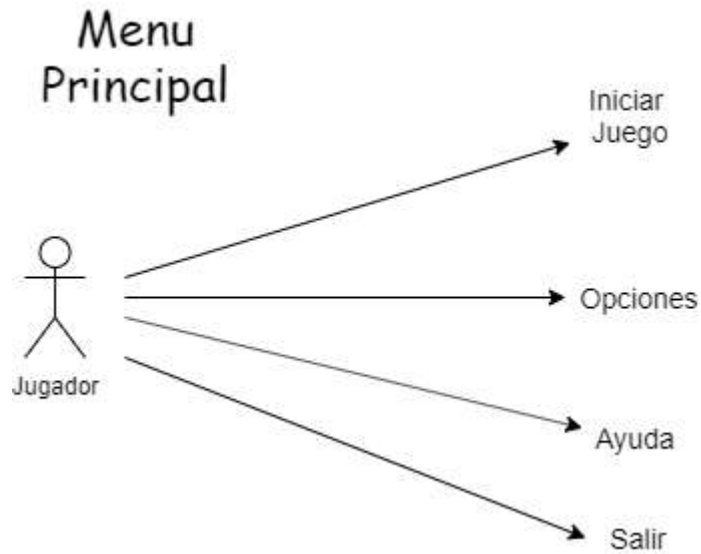 Menu
Principal
Iniciar
Juego
Opciones
Jugador
Ayuda
Salir